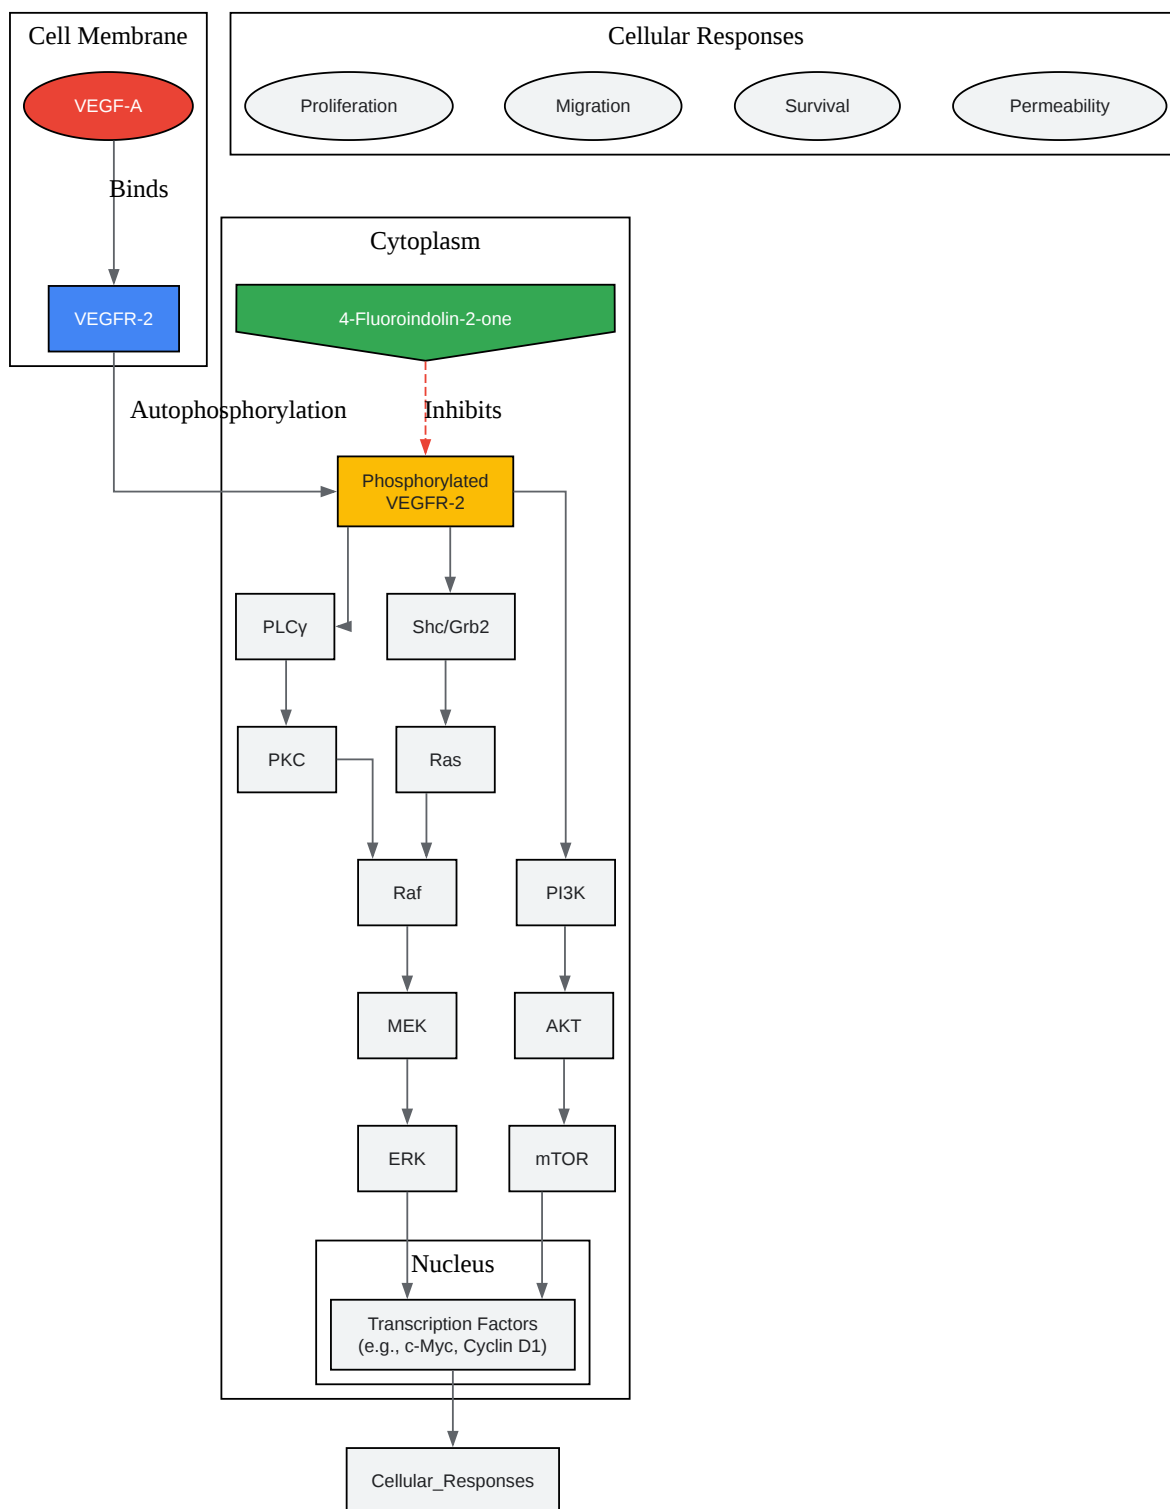 Cell Membrane
VEGF-A
Binds
VEGFR-2
Cellular Responses
Proliferation
Migration
Survival
Permeability
Cytoplasm
4-Fluoroindolin-2-one
Autophosphorylation
Inhibits
Phosphorylated
VEGFR-2
PLCγ
Shc/Grb2
PKC
Ras
Raf
PI3K
MEK
AKT
ERK
mTOR
Nucleus
Transcription Factors
(e.g., c-Myc, Cyclin D1)
Cellular_Responses